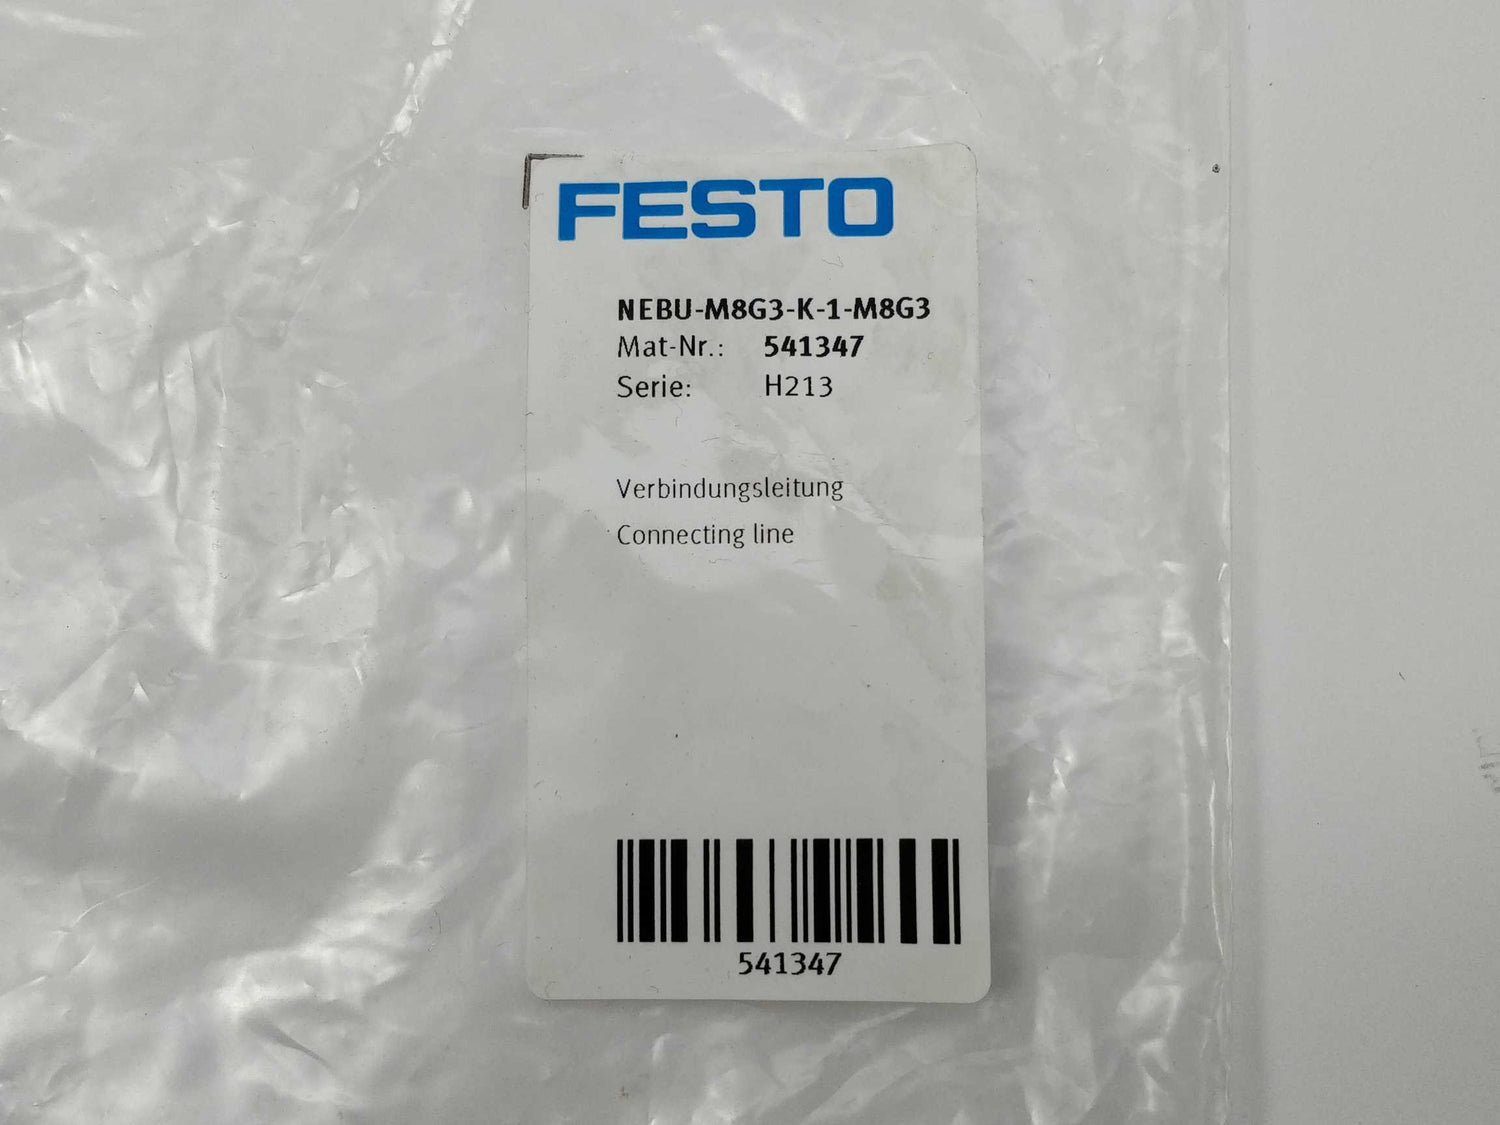 FESTO
NEBU-M8G3-K-1-M8G3
Mat-Nr.: 541347
Serie: H213
Verbindungsleitung
Connecting line
541347